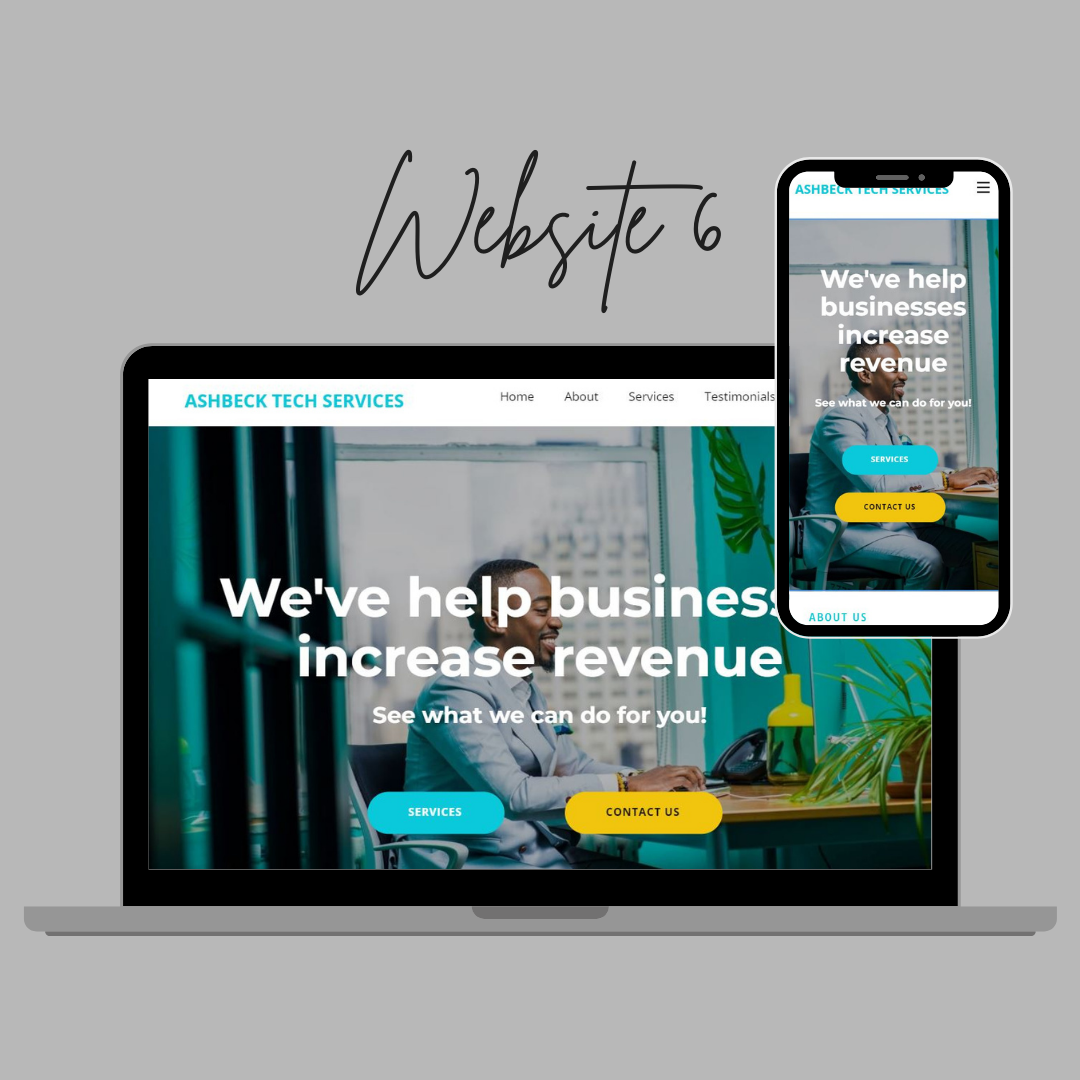 Website 6
ASHBECK TECH SERVICES
Home About Services Testimonials
We've help business
increase revenue
See what we can do for you!
SERVICES CONTACT US
ASHBECK TECH SERVICES
We've help
businesses
increase
revenue
See what we can do for you!
SERVICES
CONTACT US
ABOUT US